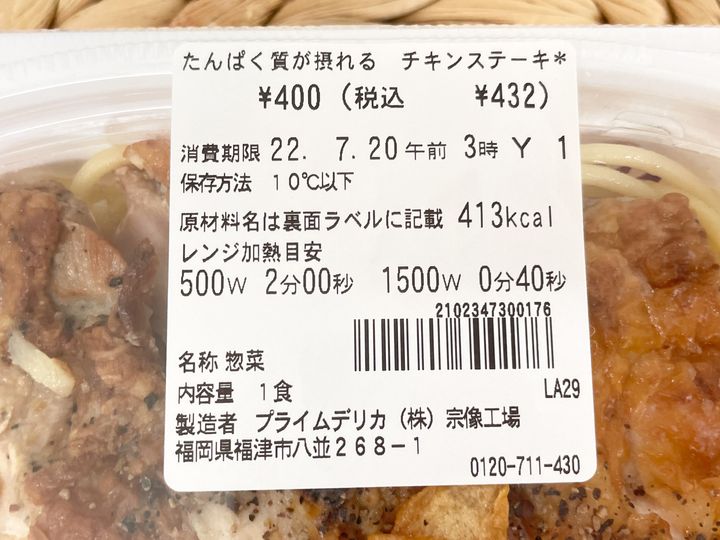 たんぱく質が摂れる　チキンステーキ*
¥400（税込　¥432）
消費期限 22. 7.20 午前 3時 Y 1
保存方法　10℃以下
原材料名は裏面ラベルに記載 413kcal
レンジ加熱目安
500W 2分00秒　1500W 0分40秒
2102347300176
名称 惣菜
内容量　1食　LA29
製造者　プライムデリカ（株）宗像工場
福岡県福津市八並２６８－１
0120-711-430